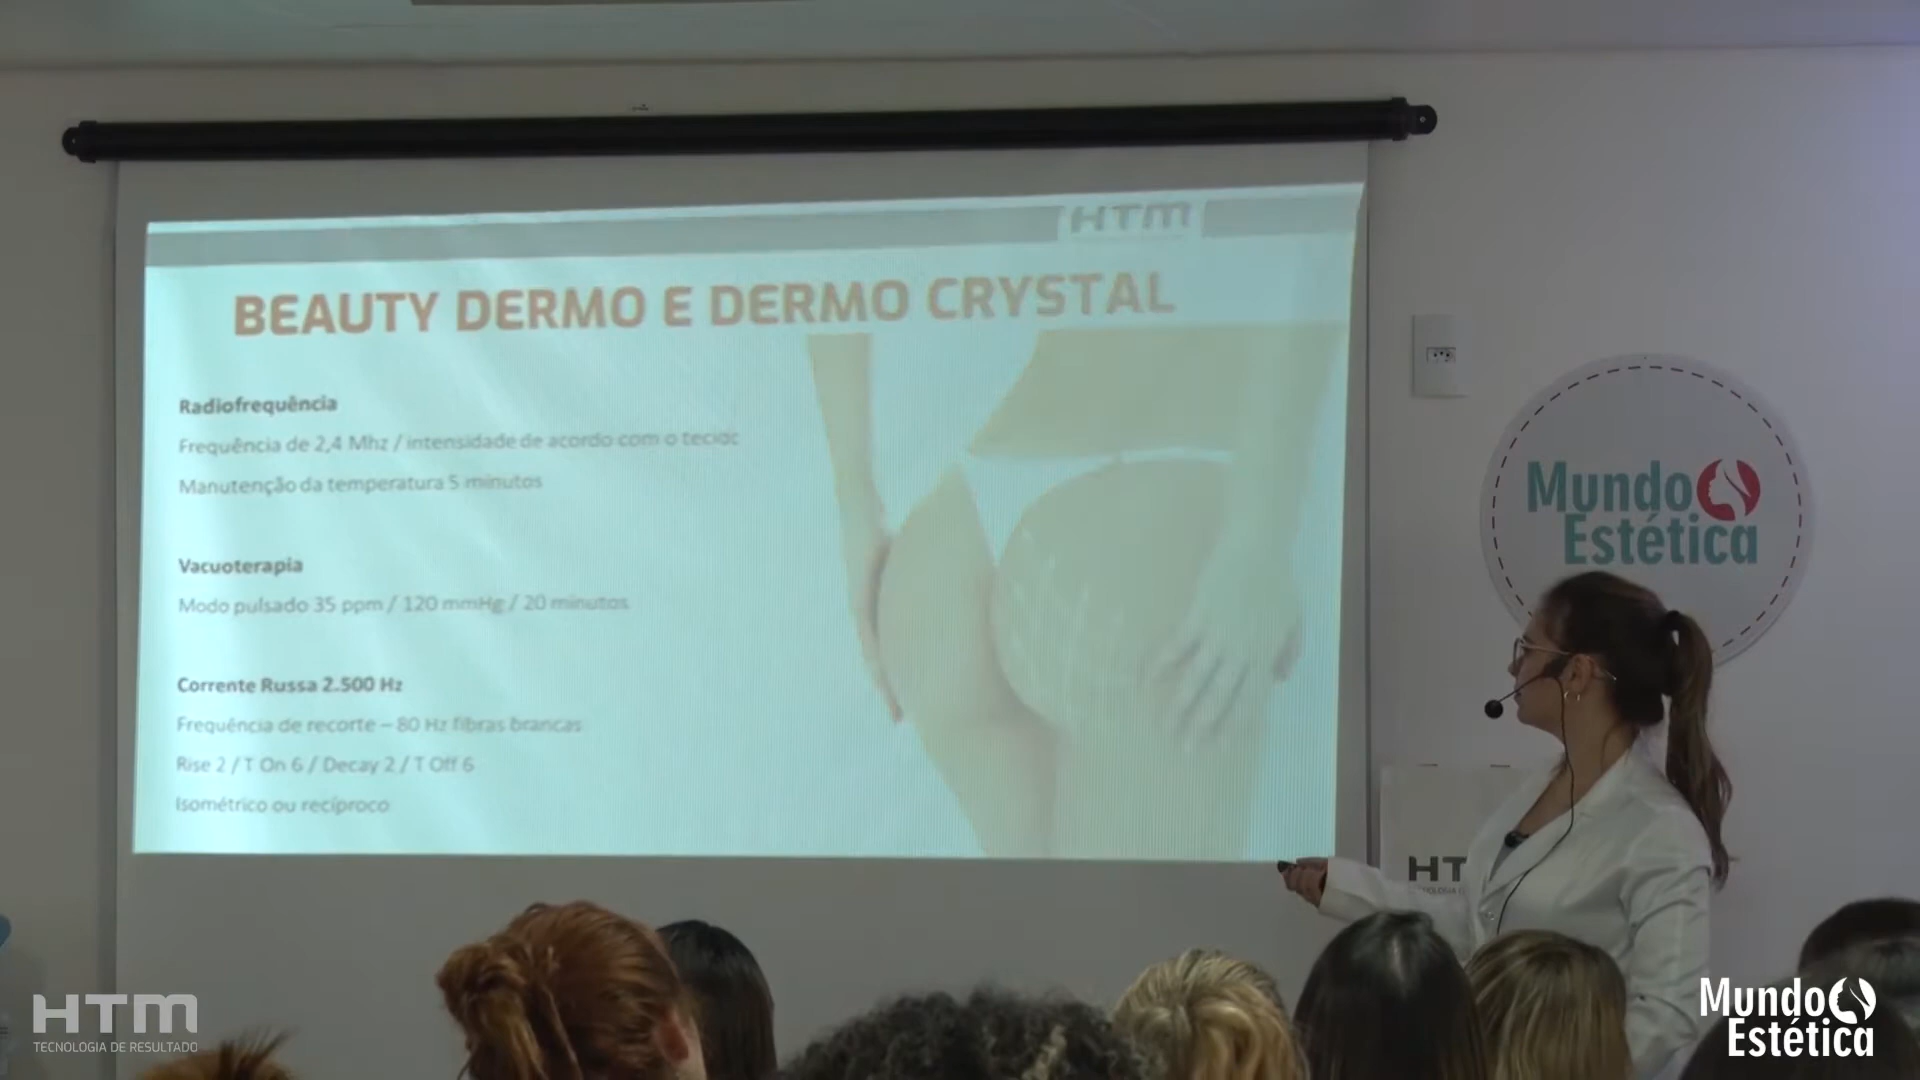 HTM
BEAUTY DERMO E DERMO CRYSTAL
Radiofrequência
Frequência de 2,4 Mhz / intensidade de acordo com o tecido
Manutenção da temperatura 5 minutos
Vacuoterapia
Modo pulsado 35 ppm / 120 mmHg / 20 minutos
Corrente Russa 2.500 Hz
Frequência de recorte – 80 Hz fibras brancas
Rise 2 / T On 6 / Decay 2 / T Off 6
Isométrico ou recíproco
Mundo
Estética
HT
HTM
TECNOLOGIA DE RESULTADO
Mundo
Estética